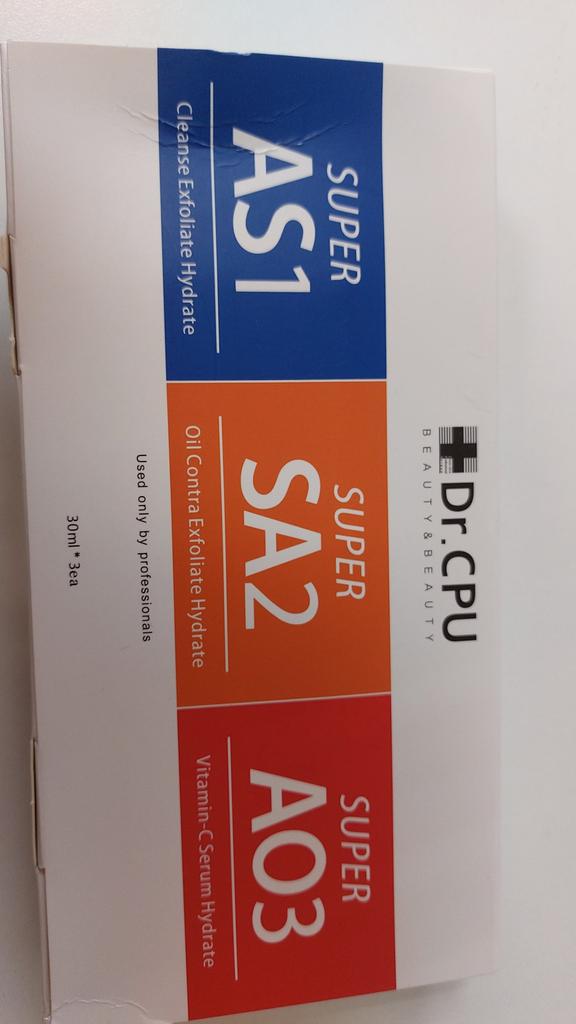 Dr.CPU
BEAUTY&BEAUTY
SUPER
AS1
Cleanse Exfoliate Hydrate
SUPER
SA2
Oil Contra Exfoliate Hydrate
SUPER
AO3
Vitamin-C Serum Hydrate
Used only by professionals
30ml * 3ea